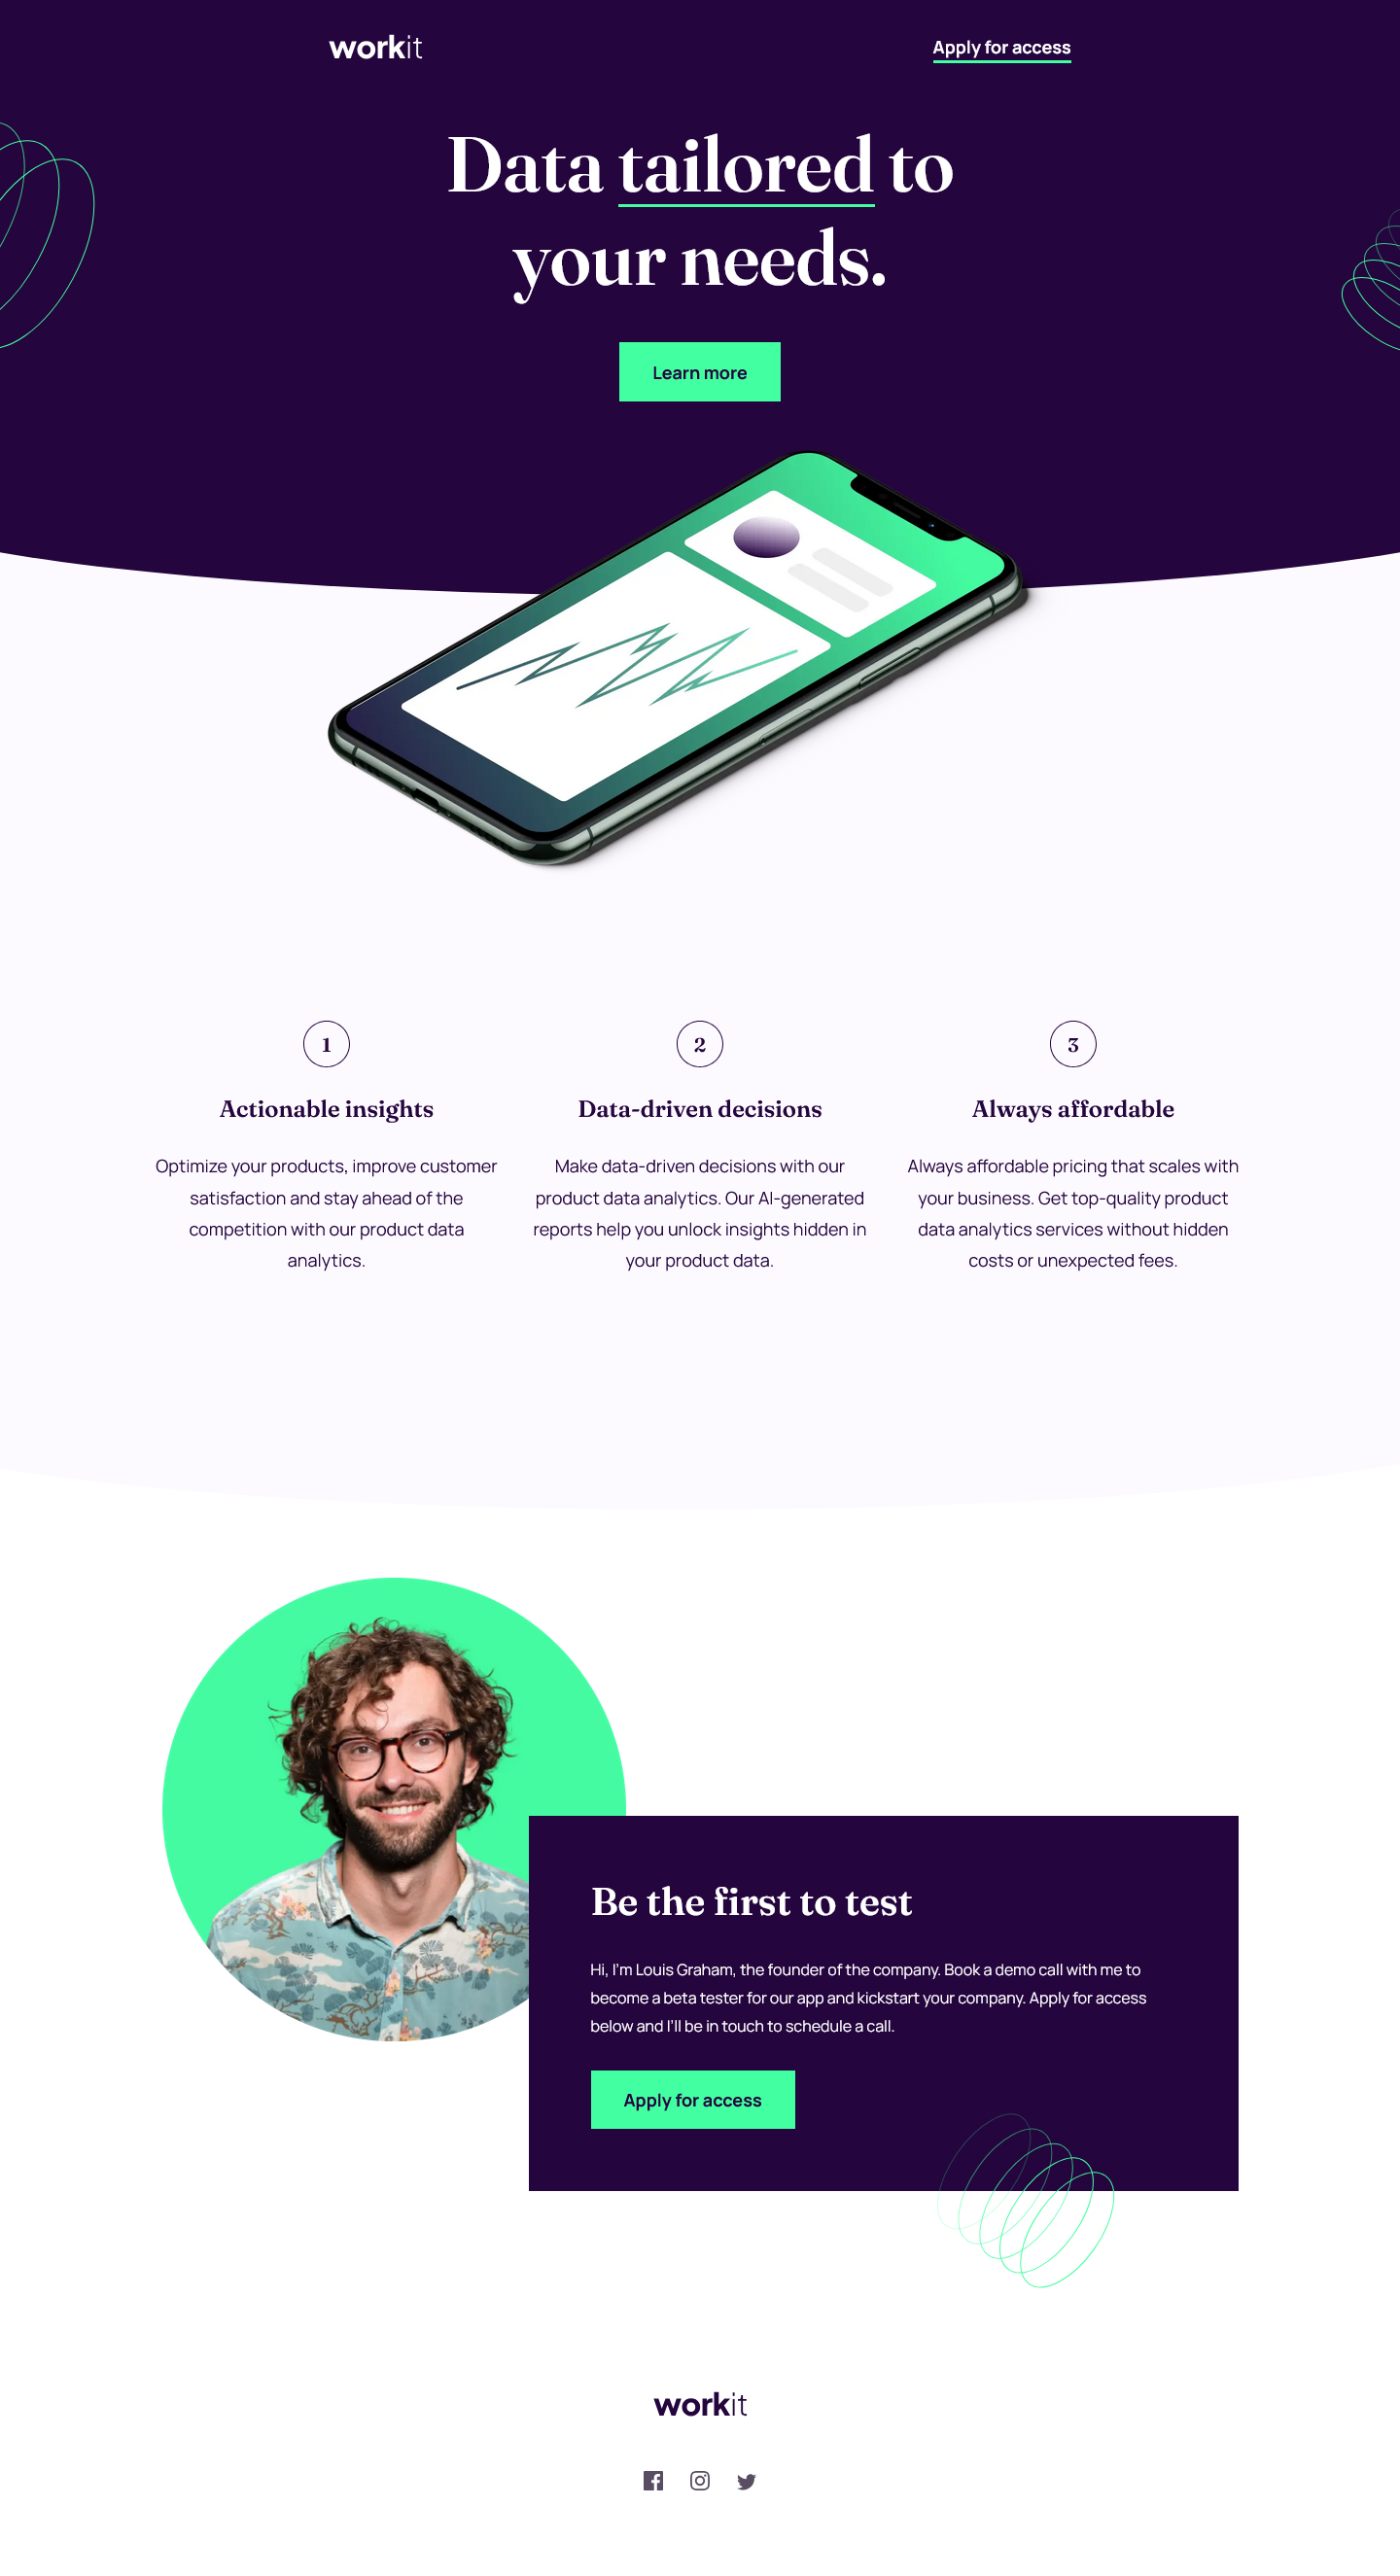 workit
Apply for access
Data tailored to
your needs.
Learn more
1
2
3
Actionable insights
Data-driven decisions
Always affordable
Optimize your products, improve customer
satisfaction and stay ahead of the
competition with our product data
analytics.
Make data-driven decisions with our
product data analytics. Our AI-generated
reports help you unlock insights hidden in
your product data.
Always affordable pricing that scales with
your business. Get top-quality product
data analytics services without hidden
costs or unexpected fees.
Be the first to test
Hi, I'm Louis Graham, the founder of the company. Book a demo call with me to
become a beta tester for our app and kickstart your company. Apply for access
below and I'll be in touch to schedule a call.
Apply for access
workit